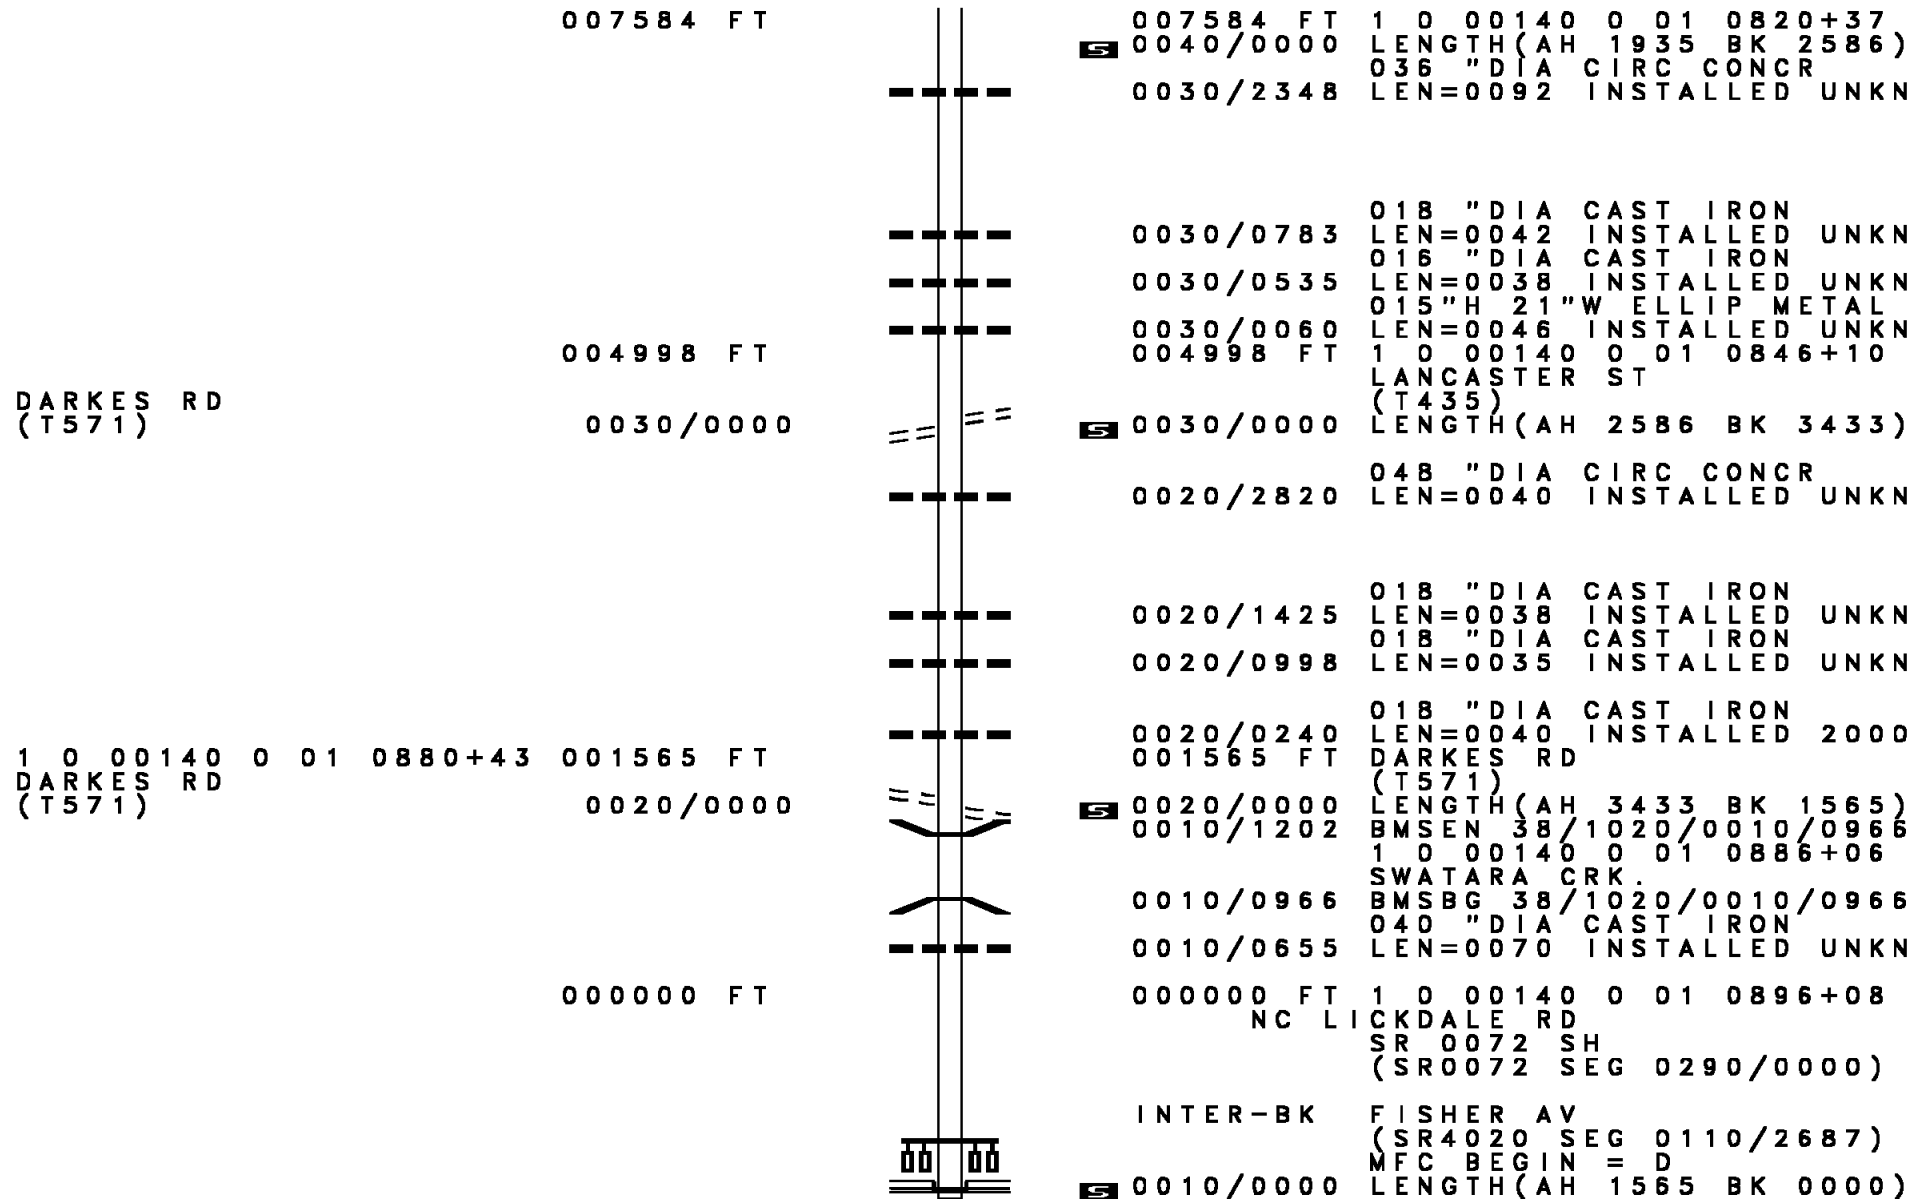 007584 FT 007584 FT 1 0 00140 0 01 0820+37
S 0040/0000 LENGTH(AH 1935 BK 2586)
036 "DIA CIRC CONCR
0030/2348 LEN=0092 INSTALLED UNKN
018 "DIA CAST IRON
0030/0783 LEN=0042 INSTALLED UNKN
016 "DIA CAST IRON
0030/0535 LEN=0038 INSTALLED UNKN
015"H 21"W ELLIP METAL
0030/0060 LEN=0046 INSTALLED UNKN
004998 FT 004998 FT 1 0 00140 0 01 0846+10
LANCASTER ST
DARKES RD (T435)
(T571) 0030/0000 S 0030/0000 LENGTH(AH 2586 BK 3433)
048 "DIA CIRC CONCR
0020/2820 LEN=0040 INSTALLED UNKN
018 "DIA CAST IRON
0020/1425 LEN=0038 INSTALLED UNKN
018 "DIA CAST IRON
0020/0998 LEN=0035 INSTALLED UNKN
018 "DIA CAST IRON
0020/0240 LEN=0040 INSTALLED 2000
1 0 00140 0 01 0880+43 001565 FT 001565 FT DARKES RD
DARKES RD (T571)
(T571) 0020/0000 S 0020/0000 LENGTH(AH 3433 BK 1565)
0010/1202 BMSEN 38/1020/0010/0966
1 0 00140 0 01 0886+06
SWATARA CRK.
0010/0966 BMSBG 38/1020/0010/0966
040 "DIA CAST IRON
0010/0655 LEN=0070 INSTALLED UNKN
000000 FT 000000 FT 1 0 00140 0 01 0896+08
NC LICKDALE RD
SR 0072 SH
(SR0072 SEG 0290/0000)
INTER-BK FISHER AV
(SR4020 SEG 0110/2687)
MFC BEGIN = D
S 0010/0000 LENGTH(AH 1565 BK 0000)